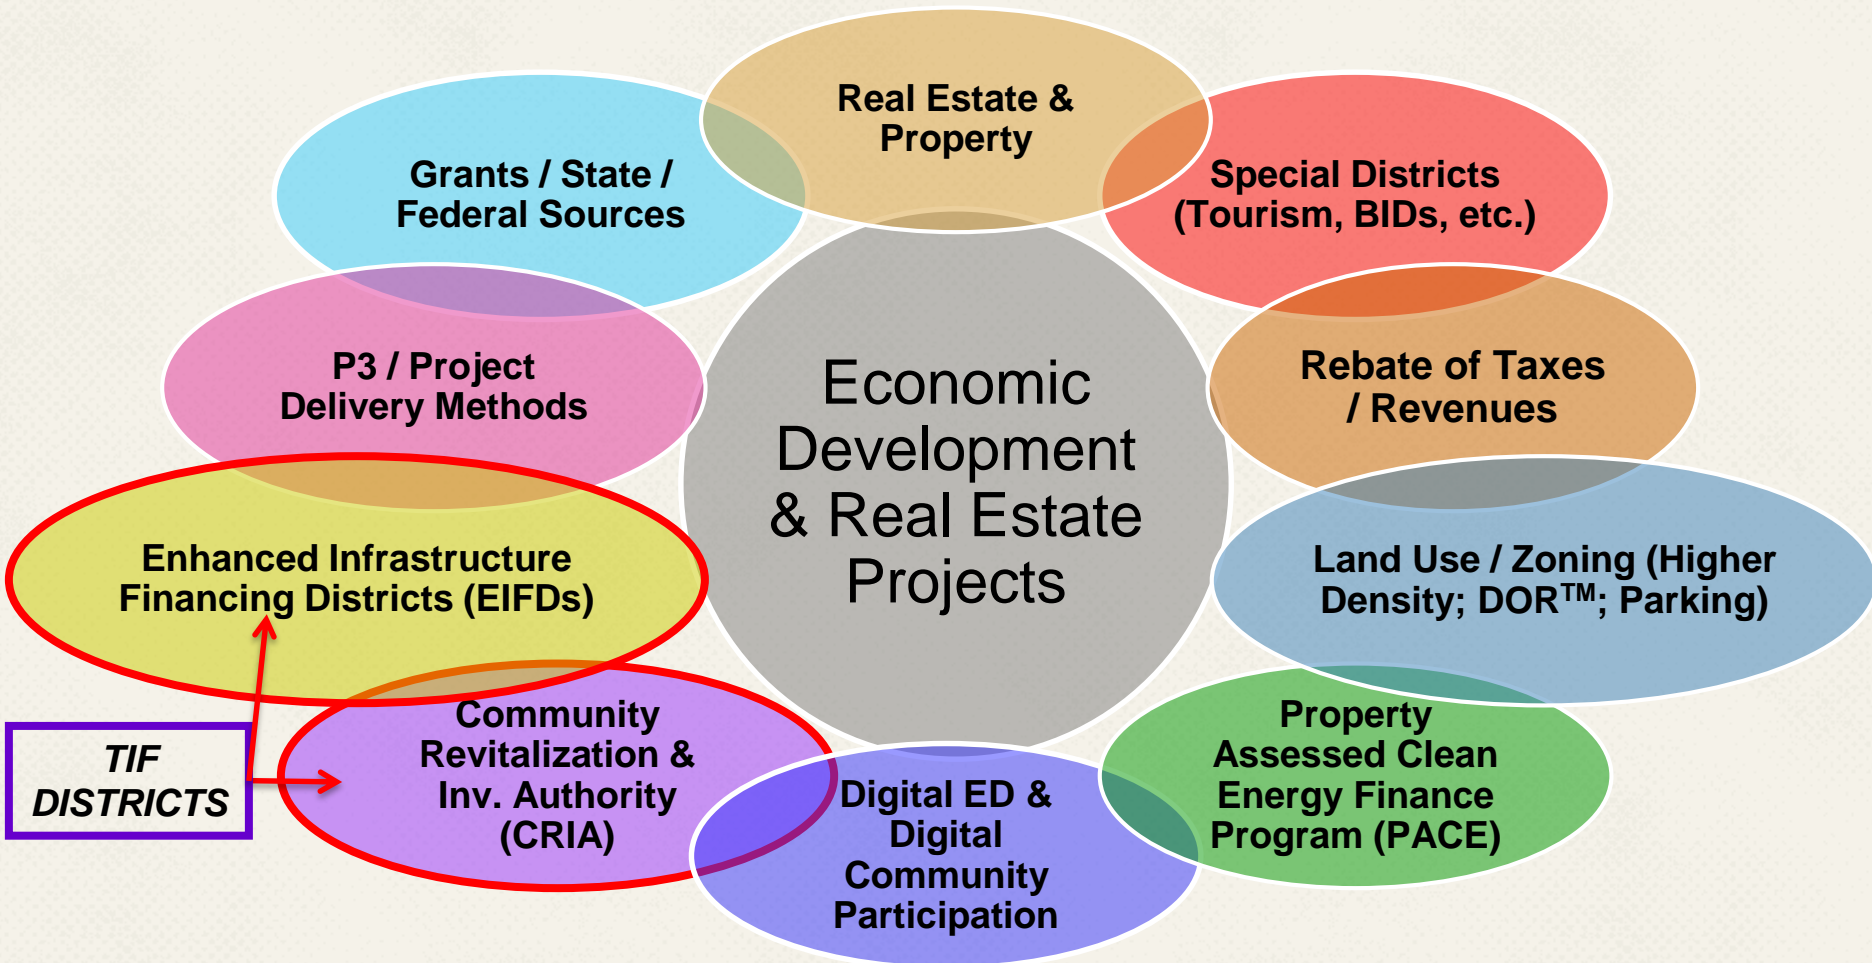 Real Estate &
Property
Grants / State /
Federal Sources
Special Districts
(Tourism, BIDs, etc.)
P3 / Project
Delivery Methods
Economic
Development
& Real Estate
Projects
Rebate of Taxes
/ Revenues
Enhanced Infrastructure
Financing Districts (EIFDs)
Land Use / Zoning (Higher
Density; DOR™; Parking)
TIF
DISTRICTS
Community
Revitalization &
Inv. Authority
(CRIA)
Digital ED &
Digital
Community
Participation
Property
Assessed Clean
Energy Finance
Program (PACE)